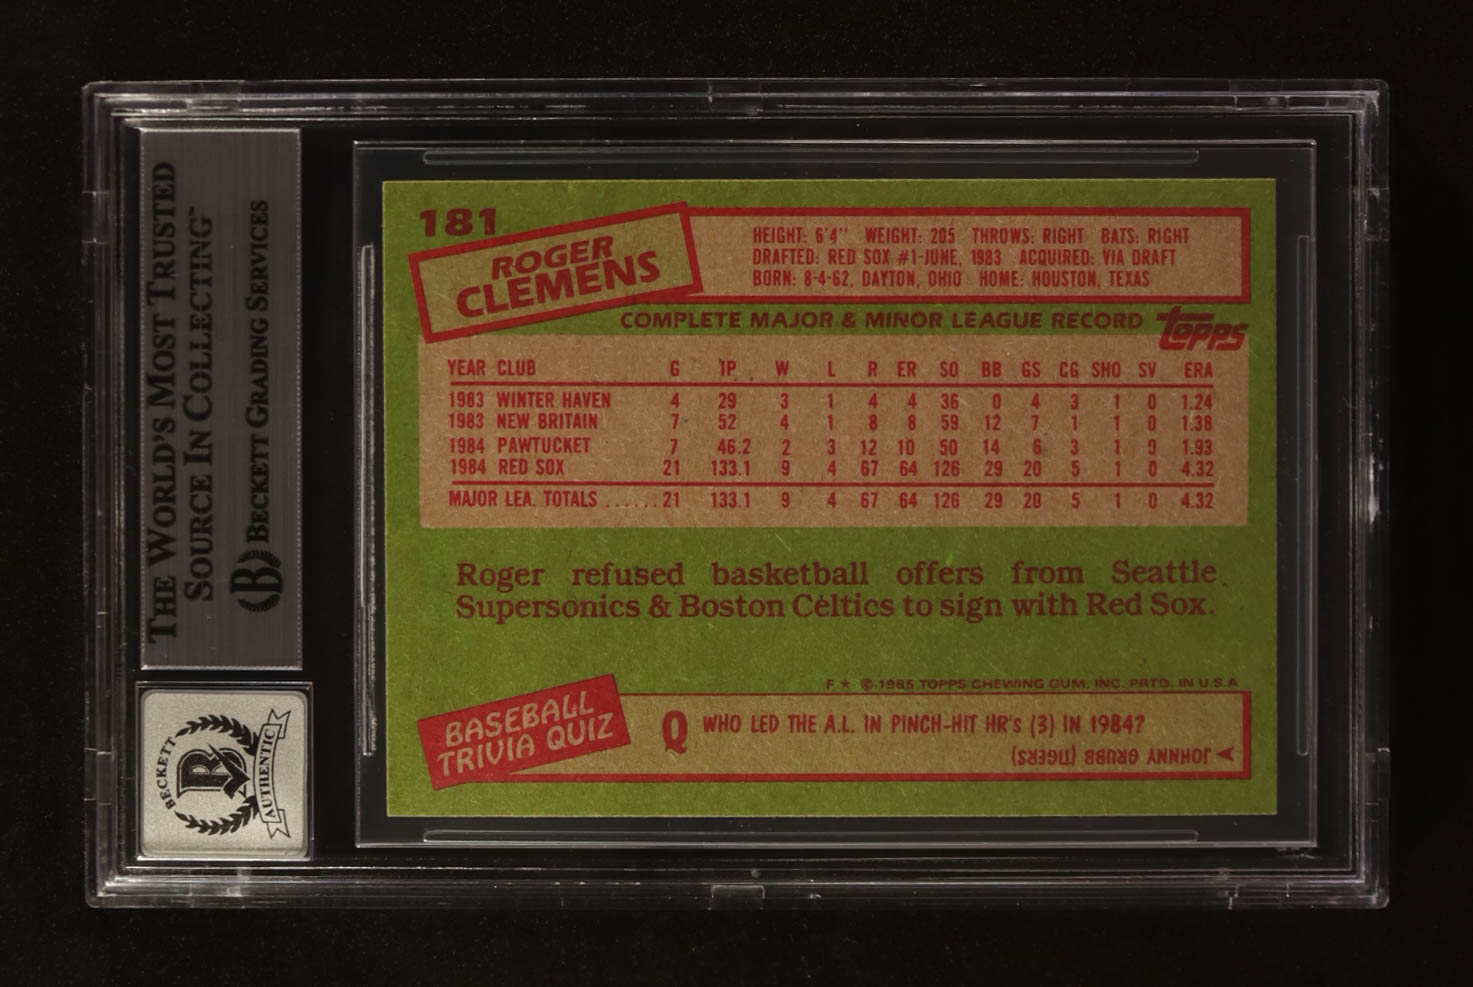 THE WORLD'S MOST TRUSTED
SOURCE IN COLLECTING™
B BECKETT GRADING SERVICES
BECKETT
B
AUTHENTIC
181
ROGER
CLEMENS
HEIGHT: 6'4" WEIGHT: 205 THROWS: RIGHT BATS: RIGHT
DRAFTED: RED SOX #1-JUNE, 1983 ACQUIRED: VIA DRAFT
BORN: 8-4-62, DAYTON, OHIO HOME: HOUSTON, TEXAS
COMPLETE MAJOR & MINOR LEAGUE RECORD topps
YEAR CLUB G IP W L R ER SO BB GS CG SHO SV ERA
1983 WINTER HAVEN 4 29 3 1 4 4 36 0 4 3 1 0 1.24
1983 NEW BRITAIN 7 52 4 1 8 8 59 12 7 1 1 0 1.38
1984 PAWTUCKET 7 46.2 2 3 12 10 50 14 6 3 1 0 1.93
1984 RED SOX 21 133.1 9 4 67 64 126 29 20 5 1 0 4.32
MAJOR LEA. TOTALS ...... 21 133.1 9 4 67 64 126 29 20 5 1 0 4.32
Roger refused basketball offers from Seattle
Supersonics & Boston Celtics to sign with Red Sox.
F * © 1985 TOPPS CHEWING GUM, INC. PRTD. IN U.S.A
BASEBALL
TRIVIA QUIZ
Q WHO LED THE A.L. IN PINCH-HIT HR's (3) IN 1984?
JOHNNY GRUBB (TIGERS)